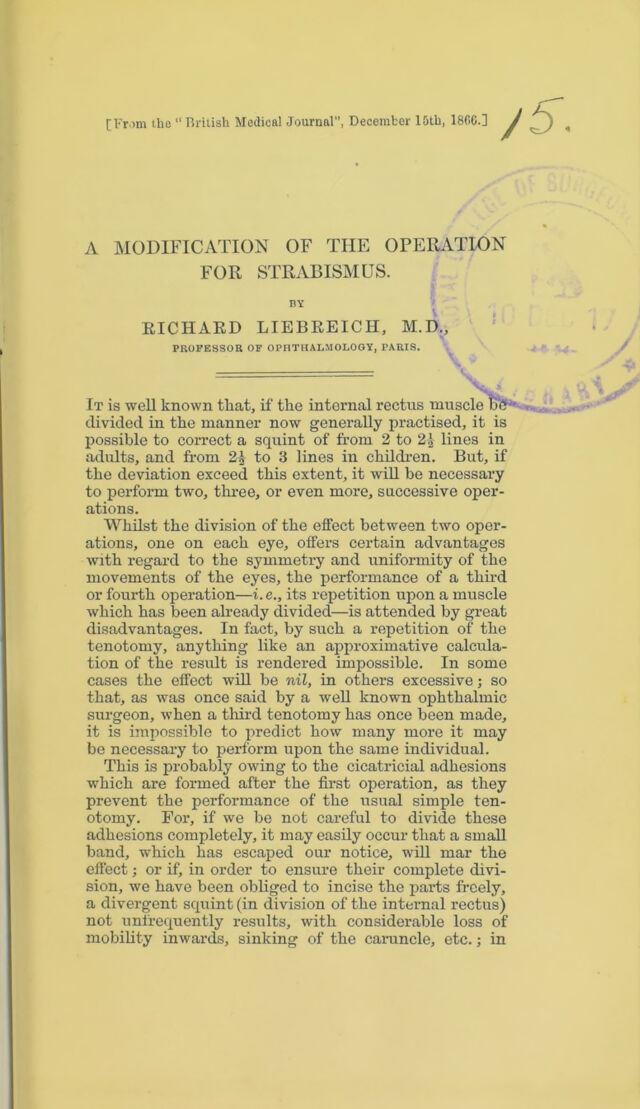 [From the "British Medical Journal", December 15th, 1866.]
15.
A MODIFICATION OF THE OPERATION
FOR STRABISMUS.
BY
RICHARD LIEBREICH, M.D.,
PROFESSOR OF OPHTHALMOLOGY, PARIS.
ROYAL COLLEGE OF SURGEONS
10 DEC 17
LIBRARY
IT is well known that, if the internal rectus muscle be
divided in the manner now generally practised, it is
possible to correct a squint of from 2 to 2½ lines in
adults, and from 2½ to 3 lines in children. But, if
the deviation exceed this extent, it will be necessary
to perform two, three, or even more, successive oper-
ations.
Whilst the division of the effect between two oper-
ations, one on each eye, offers certain advantages
with regard to the symmetry and uniformity of the
movements of the eyes, the performance of a third
or fourth operation—i.e., its repetition upon a muscle
which has been already divided—is attended by great
disadvantages. In fact, by such a repetition of the
tenotomy, anything like an approximative calcula-
tion of the result is rendered impossible. In some
cases the effect will be nil, in others excessive; so
that, as was once said by a well known ophthalmic
surgeon, when a third tenotomy has once been made,
it is impossible to predict how many more it may
be necessary to perform upon the same individual.
This is probably owing to the cicatricial adhesions
which are formed after the first operation, as they
prevent the performance of the usual simple ten-
otomy. For, if we be not careful to divide these
adhesions completely, it may easily occur that a small
band, which has escaped our notice, will mar the
effect; or if, in order to ensure their complete divi-
sion, we have been obliged to incise the parts freely,
a divergent squint (in division of the internal rectus)
not unfrequently results, with considerable loss of
mobility inwards, sinking of the caruncle, etc.; in